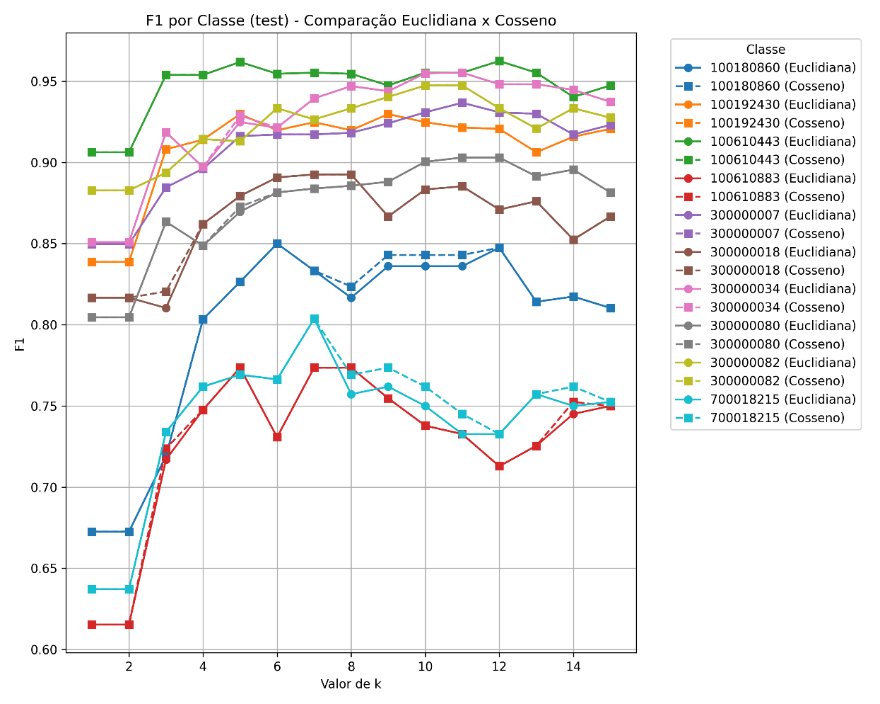 F1 por Classe (test) - Comparação Euclidiana x Cosseno
F1
0.95
0.90
0.85
0.80
0.75
0.70
0.65
0.60
2
4
6
8
10
12
14
Valor de k
Classe
100180860 (Euclidiana)
100180860 (Cosseno)
100192430 (Euclidiana)
100192430 (Cosseno)
100610443 (Euclidiana)
100610443 (Cosseno)
100610883 (Euclidiana)
100610883 (Cosseno)
300000007 (Euclidiana)
300000007 (Cosseno)
300000018 (Euclidiana)
300000018 (Cosseno)
300000034 (Euclidiana)
300000034 (Cosseno)
300000080 (Euclidiana)
300000080 (Cosseno)
300000082 (Euclidiana)
300000082 (Cosseno)
700018215 (Euclidiana)
700018215 (Cosseno)